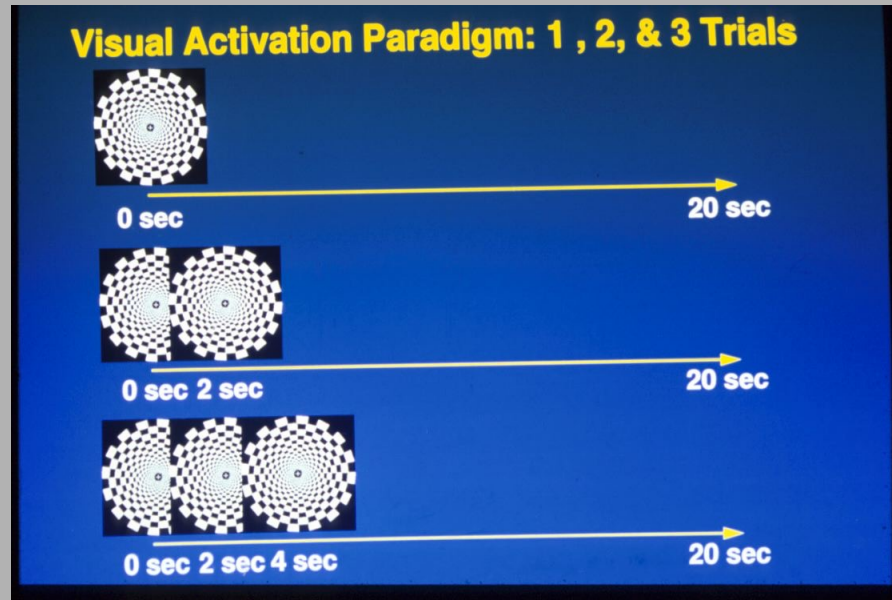 Visual Activation Paradigm: 1 , 2, & 3 Trials
0 sec
20 sec
0 sec 2 sec
20 sec
0 sec 2 sec 4 sec
20 sec